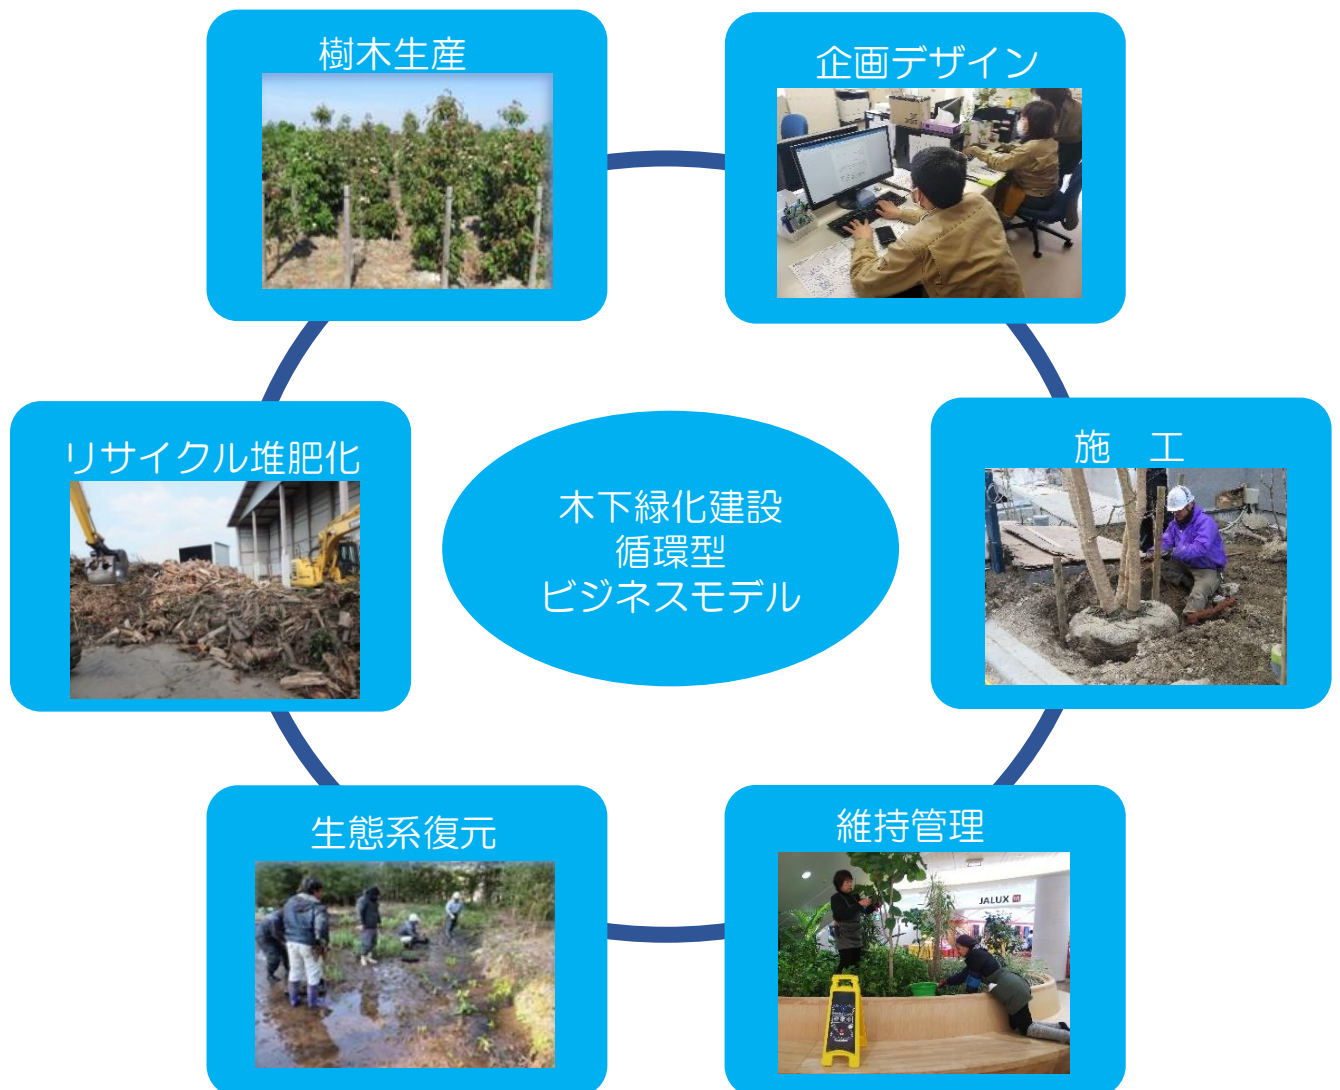 樹木生産
企画デザイン
リサイクル堆肥化
施　工
木下緑化建設
循環型
ビジネスモデル
生態系復元
維持管理
JALUX